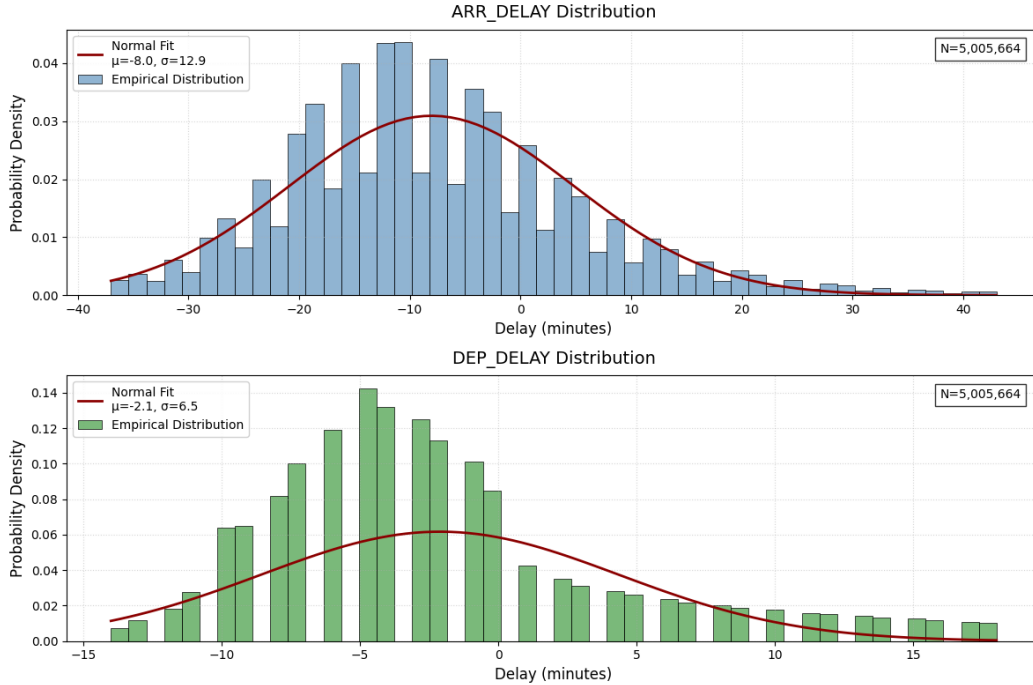 ARR_DELAY Distribution
Normal Fit
μ=-8.0, σ=12.9
Empirical Distribution
N=5,005,664
Probability Density
0.04
0.03
0.02
0.01
0.00
−40
−30
−20
−10
0
10
20
30
40
Delay (minutes)
DEP_DELAY Distribution
Normal Fit
μ=-2.1, σ=6.5
Empirical Distribution
N=5,005,664
Probability Density
0.14
0.12
0.10
0.08
0.06
0.04
0.02
0.00
−15
−10
−5
0
5
10
15
Delay (minutes)